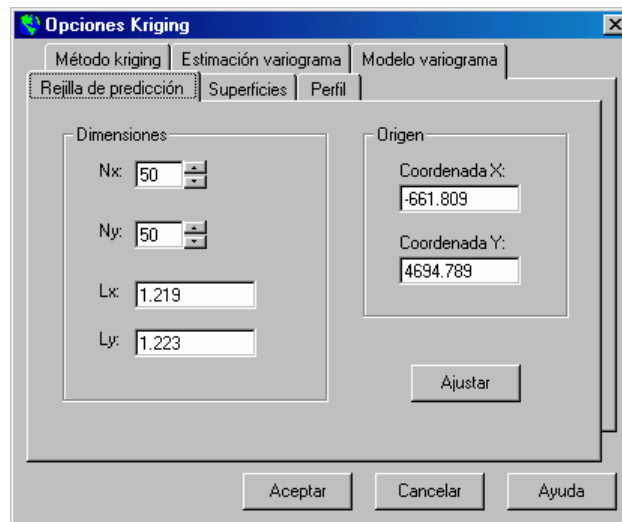 Opciones Kriging
Método kriging Estimación variograma Modelo variograma
Rejilla de predicción Superficies Perfil
Dimensiones
Nx: 50
Ny: 50
Lx: 1.219
Ly: 1.223
Origen
Coordenada X:
-661.809
Coordenada Y:
4694.789
Ajustar
Aceptar Cancelar Ayuda